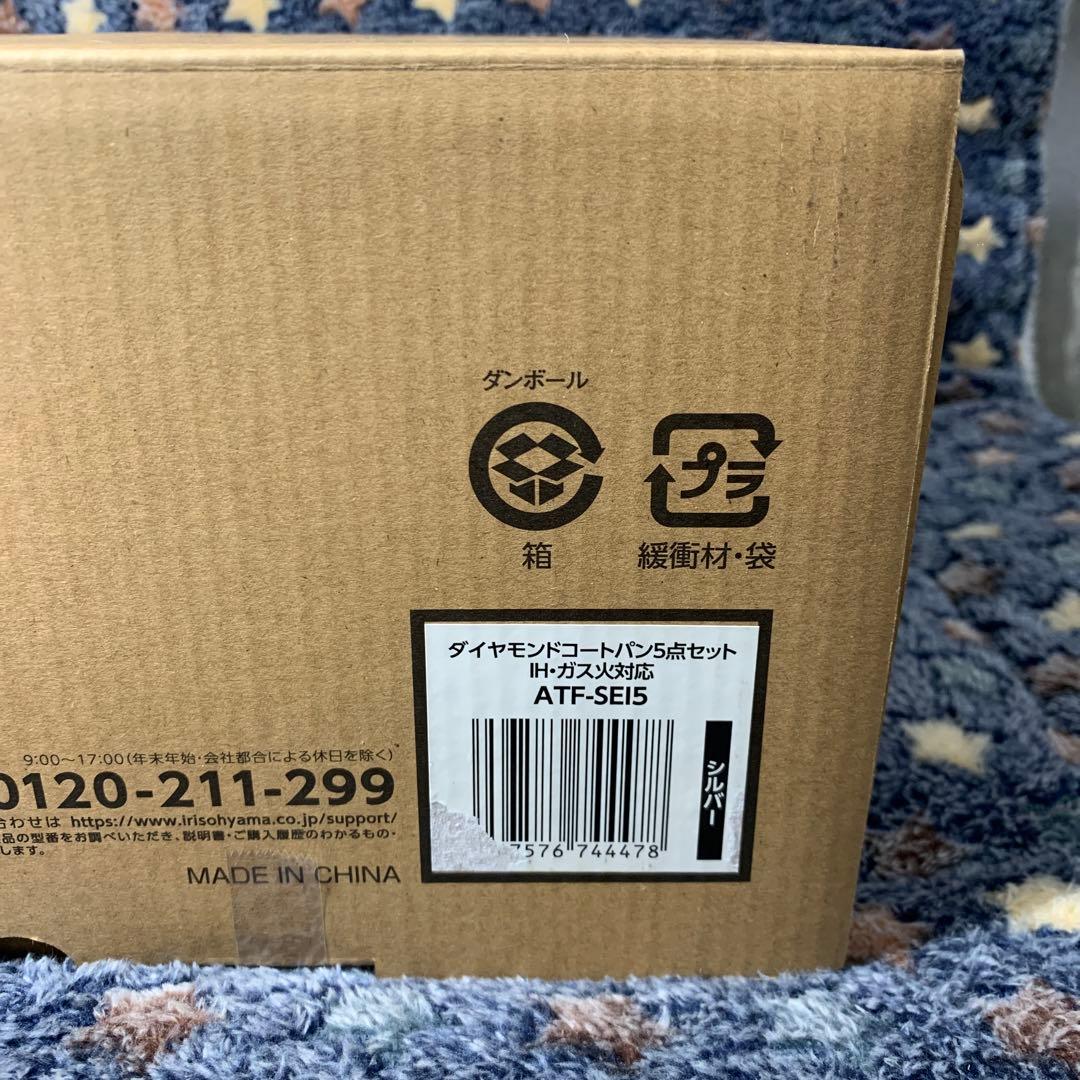 ダンボール
箱
プラ
緩衝材・袋
ダイヤモンドコートパン5点セット
IH・ガス火対応
ATF-SEI5
シルバー
7576 744478
9:00～17:00(年末年始・会社都合による休日を除く)
0120-211-299
合わせは https://www.irisohyama.co.jp/support/
品の型番をお調べいただき、説明書・ご購入履歴のわかるもの・
します。
MADE IN CHINA